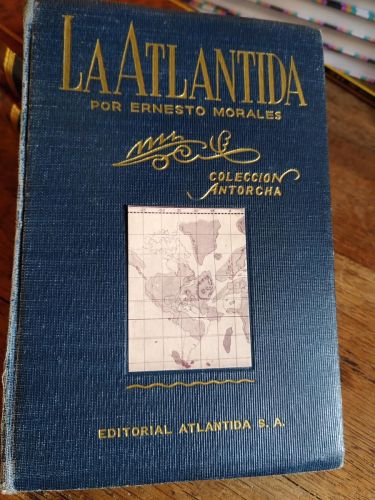 LA ATLANTIDA
POR ERNESTO MORALES
COLECCION
ANTORCHA
EDITORIAL ATLANTIDA S. A.